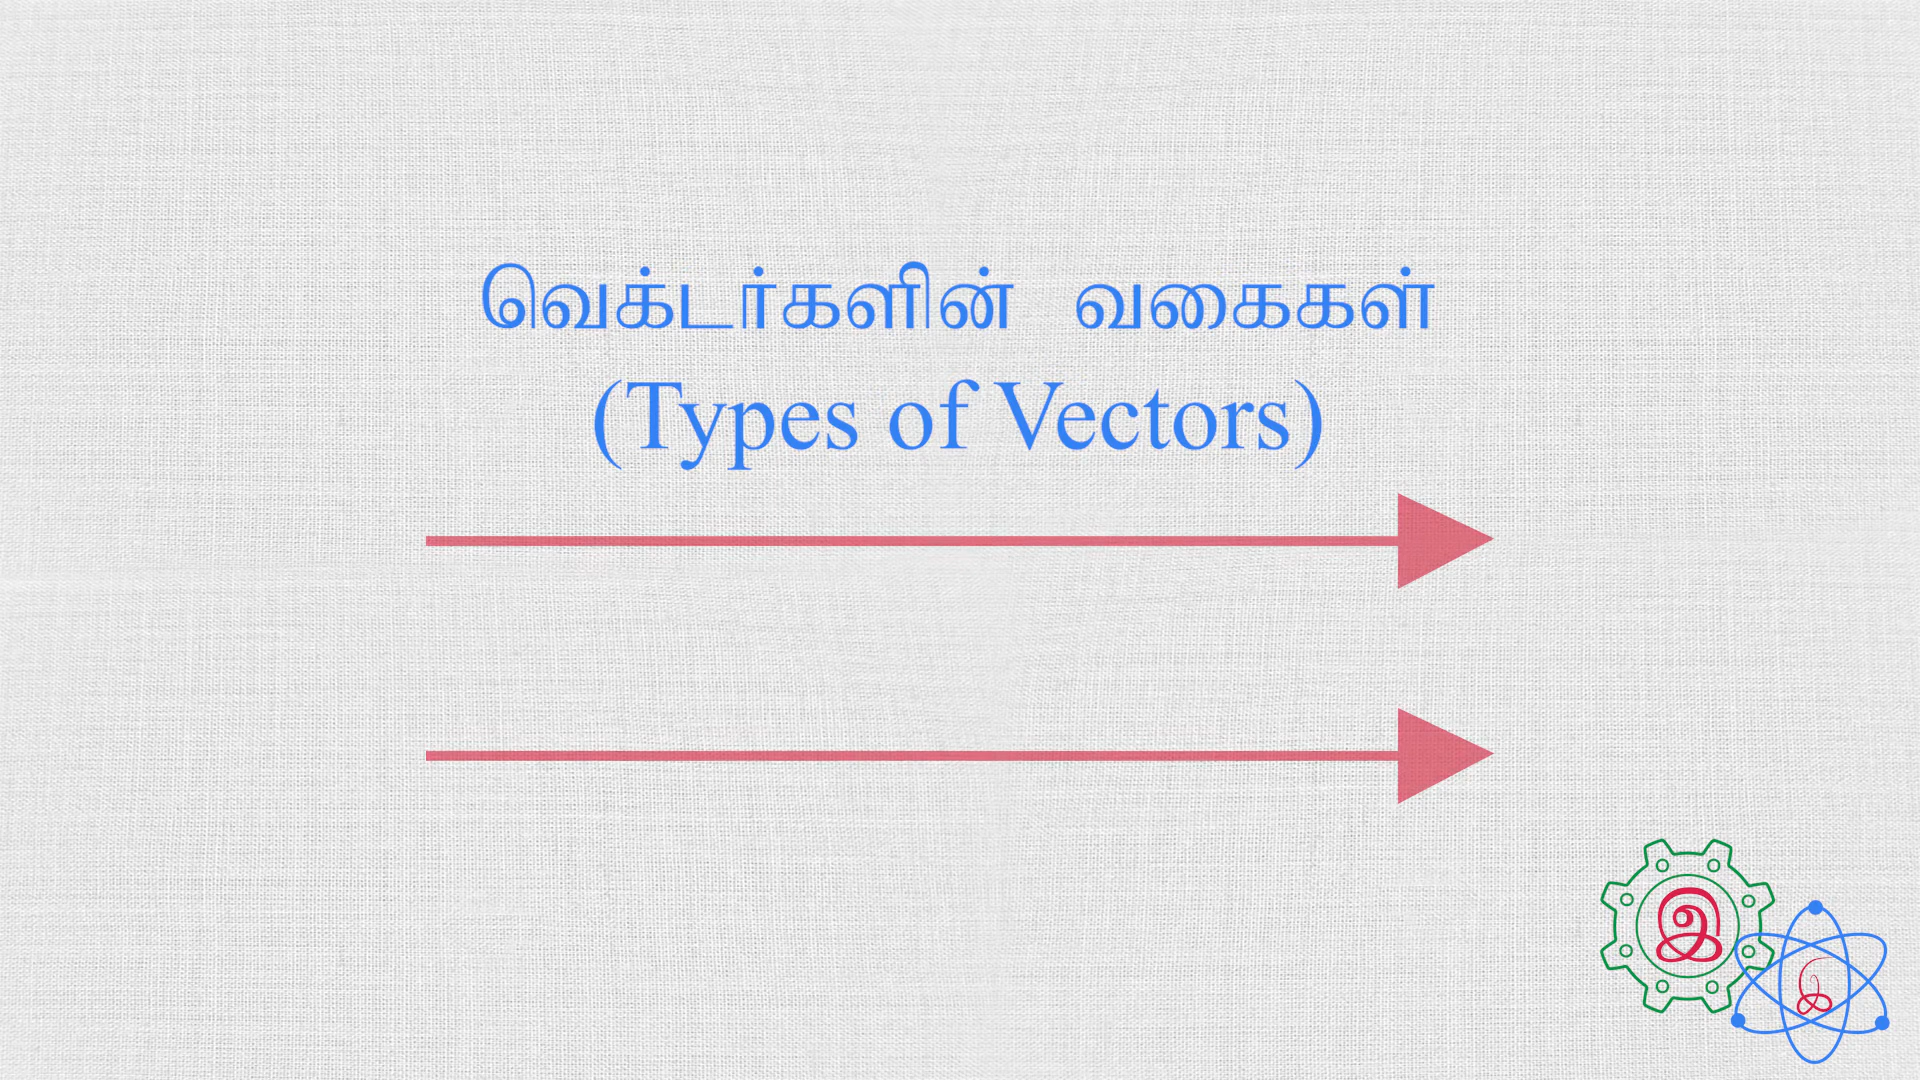 வெக்டர்களின் வகைகள்
(Types of Vectors)
இ
இ